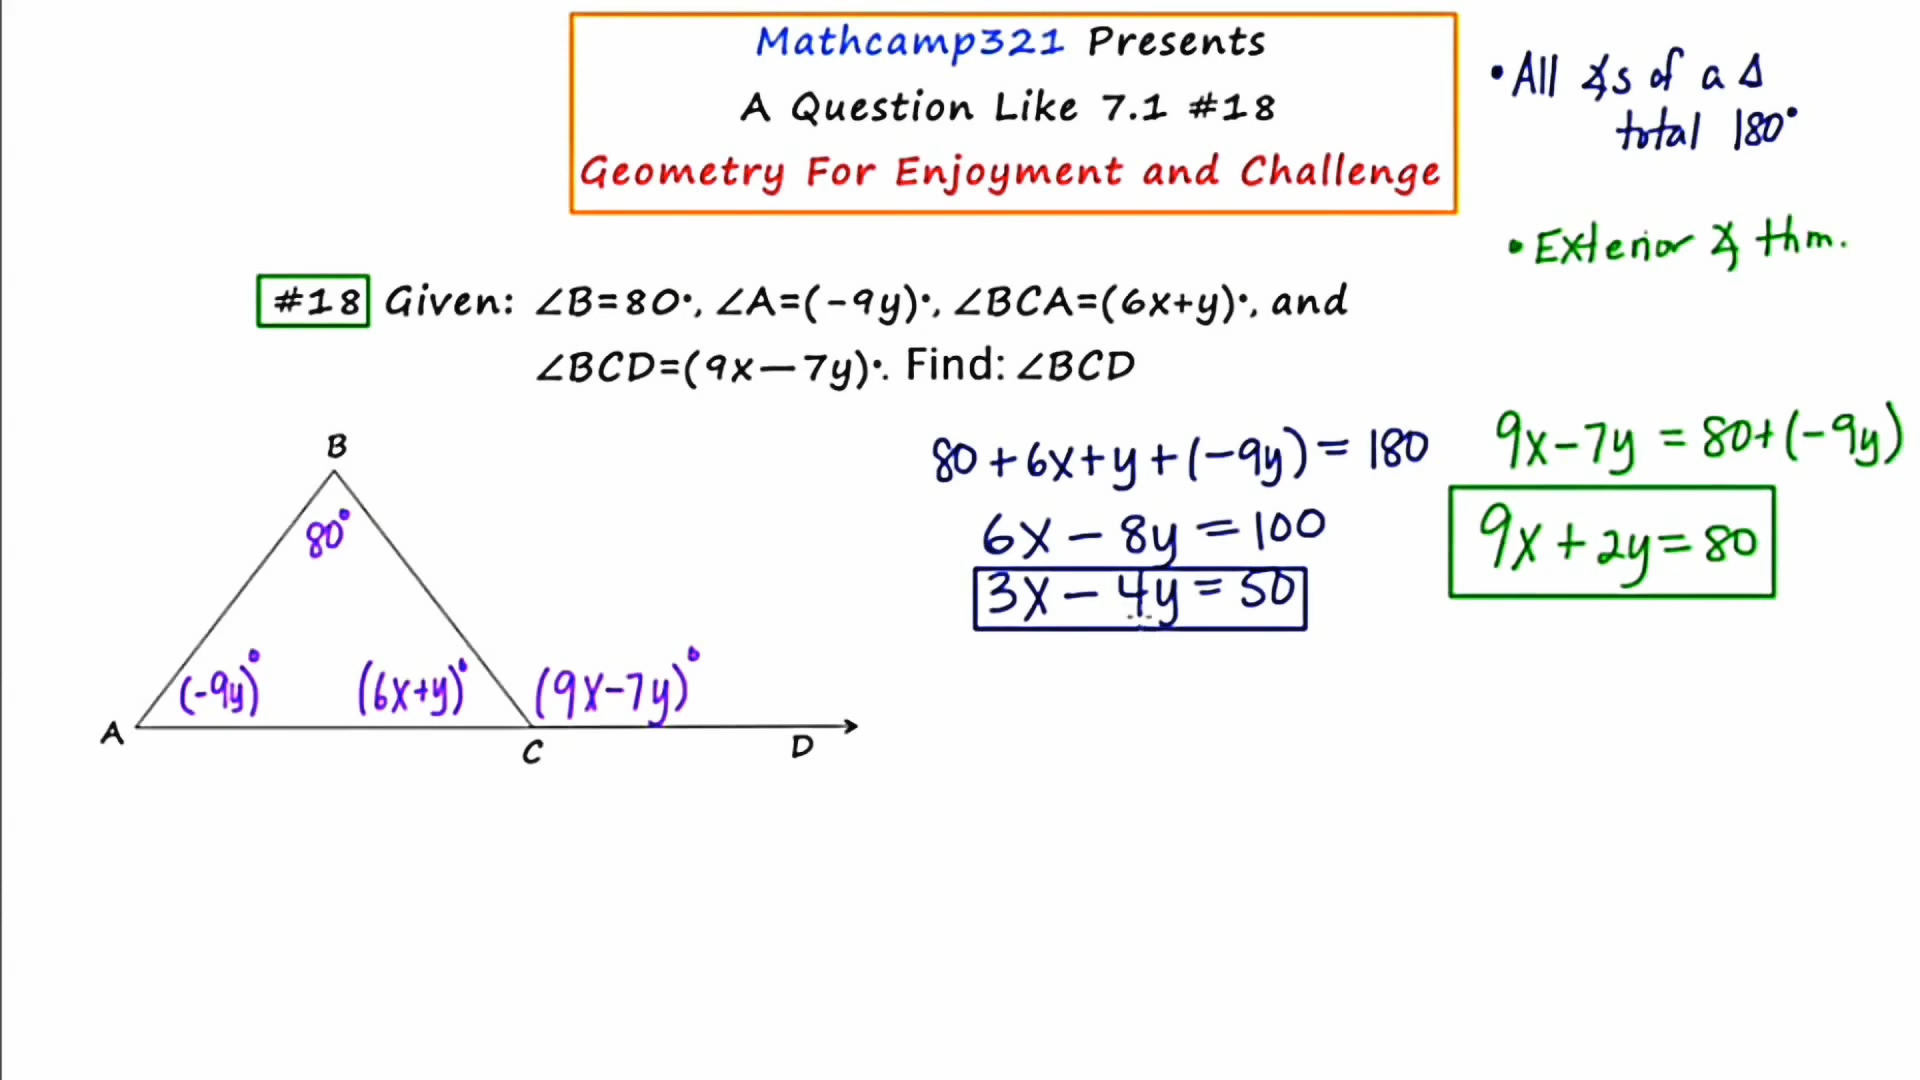 Mathcamp321 Presents
A Question Like 7.1 #18
Geometry For Enjoyment and Challenge
•All ∡s of a Δ
total 180°
•Exterior ∡ thm.
#18 Given: ∠B=80°, ∠A=(-9y)°, ∠BCA=(6x+y)°, and
∠BCD=(9x—7y)°. Find: ∠BCD
80+6x+y+(-9y)=180
6x-8y=100
3x-4y=50
9x-7y=80+(-9y)
9x+2y=80
B
80°
(-9y)°
(6x+y)°
(9x-7y)°
A
C
D